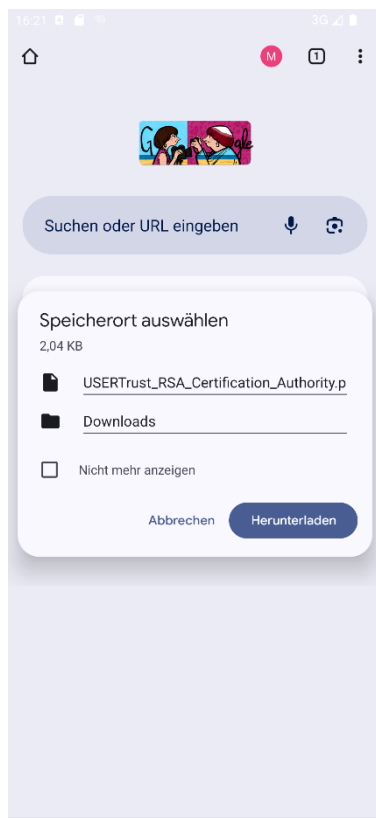 16:21
3G
M
1
Google
Suchen oder URL eingeben
Speicherort auswählen
2,04 KB
USERTrust_RSA_Certification_Authority.p
Downloads
Nicht mehr anzeigen
Abbrechen
Herunterladen